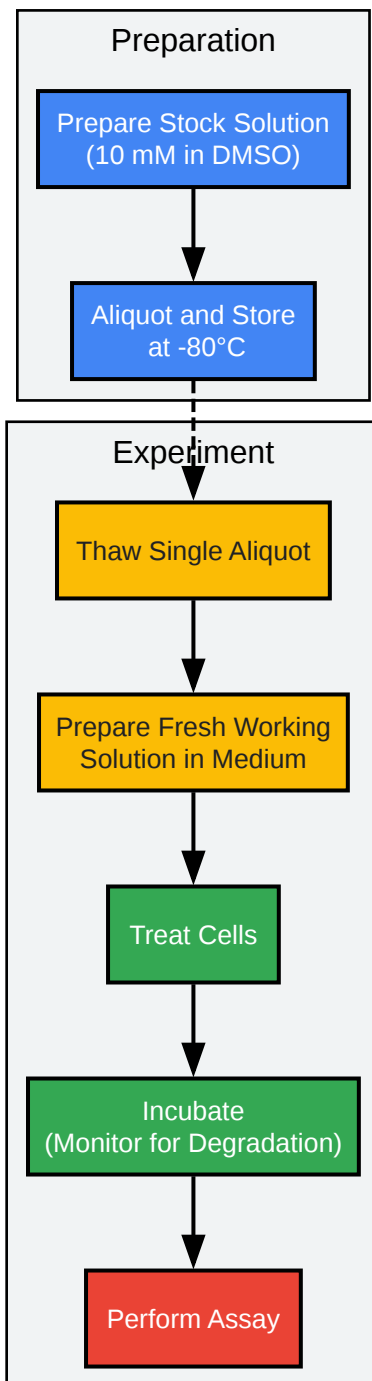 Preparation
Prepare Stock Solution
(10 mM in DMSO)
Aliquot and Store
at -80°C
Experiment
Thaw Single Aliquot
Prepare Fresh Working
Solution in Medium
Treat Cells
Incubate
(Monitor for Degradation)
Perform Assay